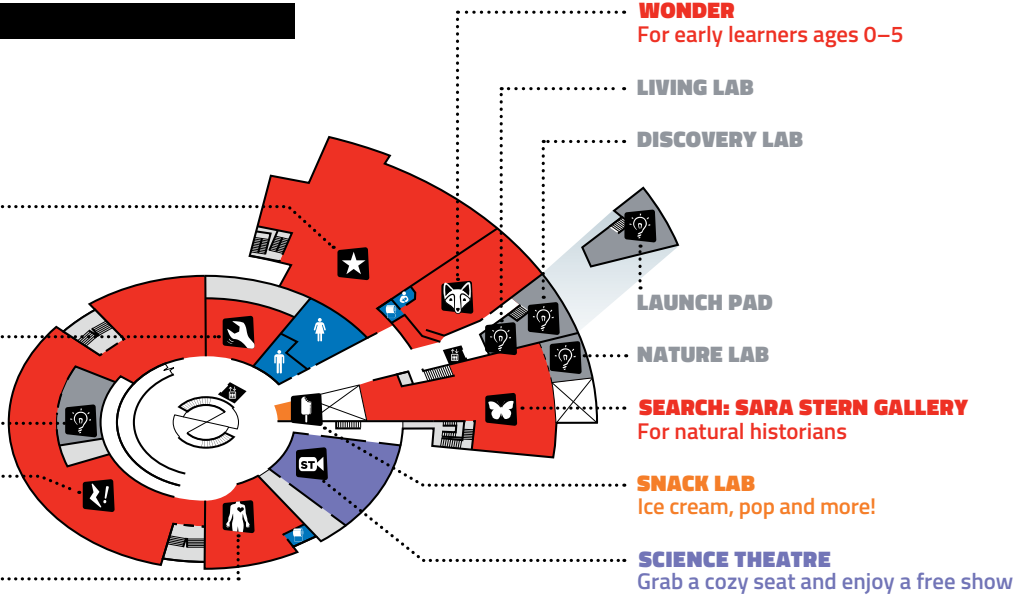 WONDER
For early learners ages 0–5
LIVING LAB
DISCOVERY LAB
LAUNCH PAD
NATURE LAB
SEARCH: SARA STERN GALLERY
For natural historians
SNACK LAB
Ice cream, pop and more!
SCIENCE THEATRE
Grab a cozy seat and enjoy a free show
ST
!